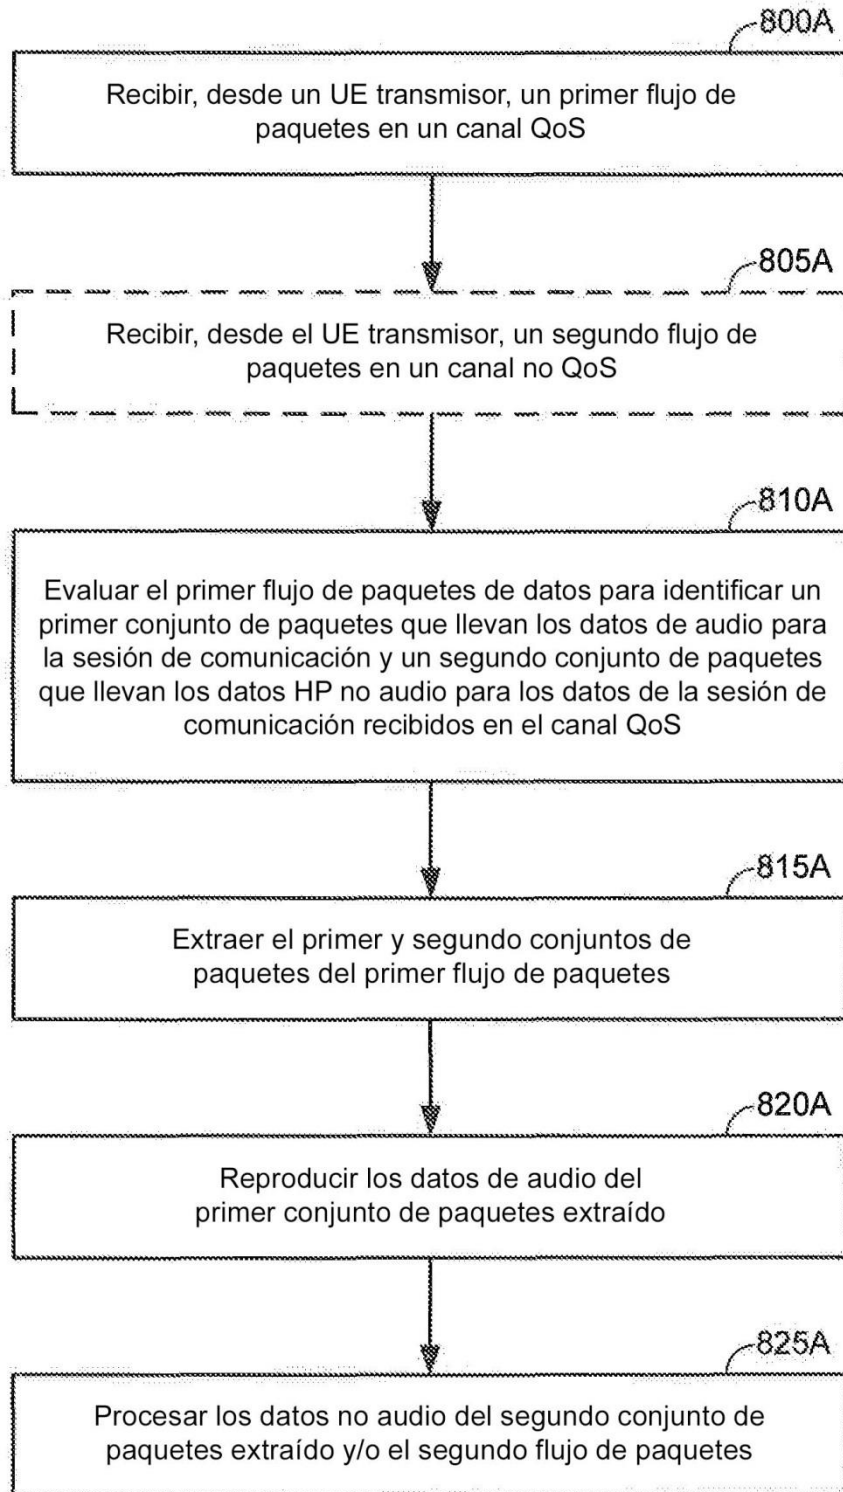 800A
Recibir, desde un UE transmisor, un primer flujo de
paquetes en un canal QoS
805A
Recibir, desde el UE transmisor, un segundo flujo de
paquetes en un canal no QoS
810A
Evaluar el primer flujo de paquetes de datos para identificar un
primer conjunto de paquetes que llevan los datos de audio para
la sesión de comunicación y un segundo conjunto de paquetes
que llevan los datos HP no audio para los datos de la sesión de
comunicación recibidos en el canal QoS
815A
Extraer el primer y segundo conjuntos de
paquetes del primer flujo de paquetes
820A
Reproducir los datos de audio del
primer conjunto de paquetes extraído
825A
Procesar los datos no audio del segundo conjunto de
paquetes extraído y/o el segundo flujo de paquetes